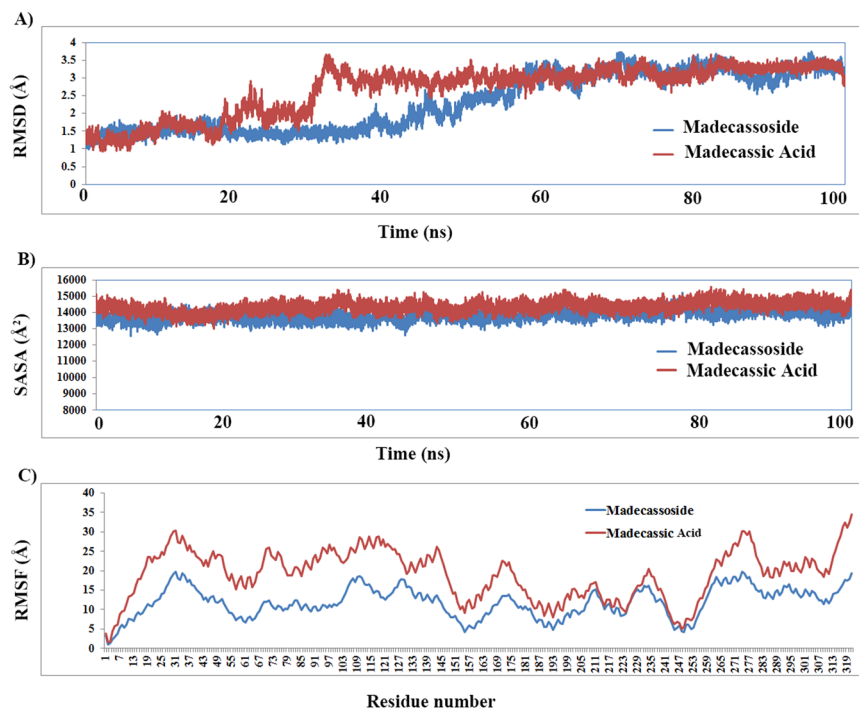 A)
4
3.5
3
2.5
2
1.5
1
0.5
0
RMSD (Å)
Madecassoside
Madecassic Acid
0 20 40 60 80 100
Time (ns)
B)
16000
15000
14000
13000
12000
11000
10000
9000
8000
SASA (Å²)
Madecassoside
Madecassic Acid
0 20 40 60 80 100
Time (ns)
C)
40
35
30
25
20
15
10
5
0
RMSF (Å)
Madecassoside
Madecassic Acid
1 7 13 19 25 31 37 43 49 55 61 67 73 79 85 91 97 103 109 115 121 127 133 139 145 151 157 163 169 175 181 187 193 199 205 211 217 223 229 235 241 247 253 259 265 271 277 283 289 295 301 307 313 319
Residue number